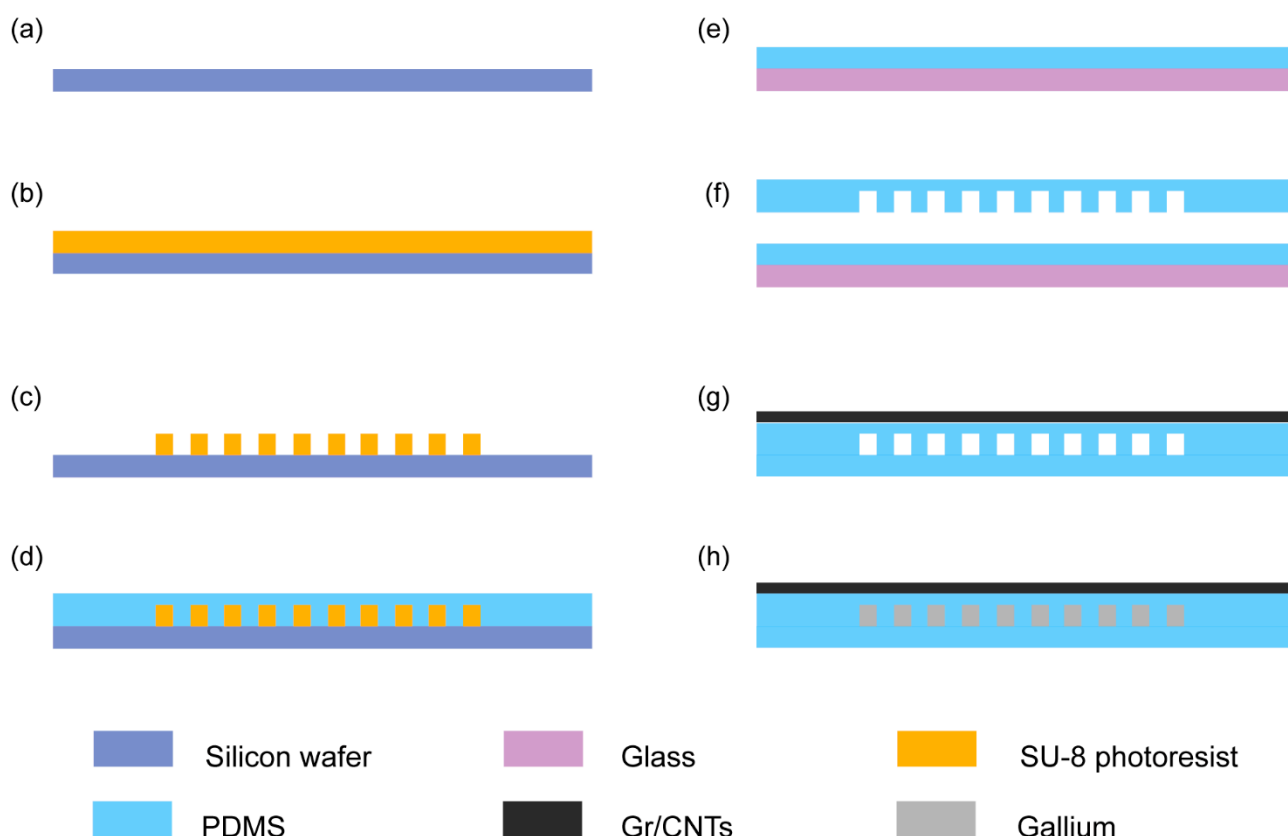 (a)
(b)
(c)
(d)
(e)
(f)
(g)
(h)
Silicon wafer
Glass
SU-8 photoresist
PDMS
Gr/CNTs
Gallium